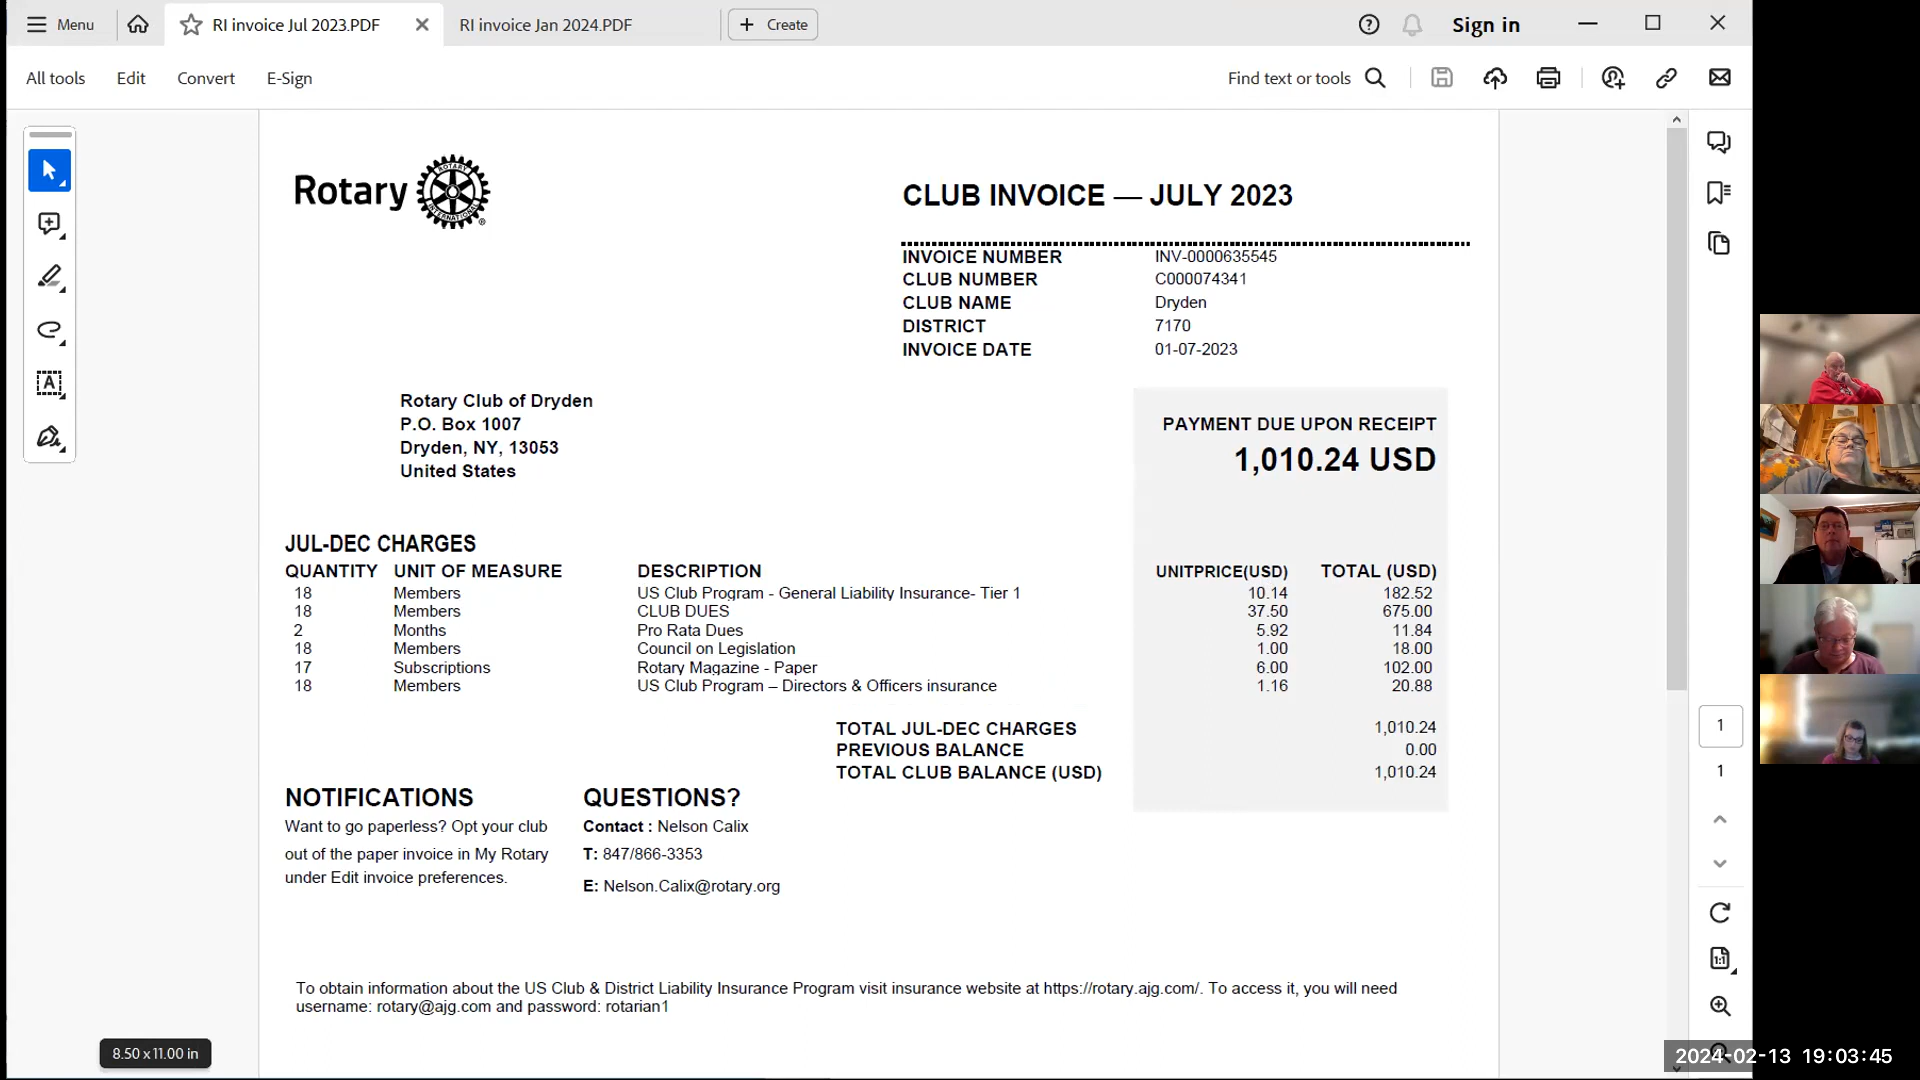 Menu
RI invoice Jul 2023.PDF
RI invoice Jan 2024.PDF
Create
Sign in
All tools
Edit
Convert
E-Sign
Find text or tools
Rotary
ROTARY
INTERNATIONAL
®
CLUB INVOICE — JULY 2023
INVOICE NUMBER INV-0000635545
CLUB NUMBER C000074341
CLUB NAME Dryden
DISTRICT 7170
INVOICE DATE 01-07-2023
Rotary Club of Dryden
P.O. Box 1007
Dryden, NY, 13053
United States
PAYMENT DUE UPON RECEIPT
1,010.24 USD
JUL-DEC CHARGES
QUANTITY UNIT OF MEASURE DESCRIPTION UNITPRICE(USD) TOTAL (USD)
18 Members US Club Program - General Liability Insurance- Tier 1 10.14 182.52
18 Members CLUB DUES 37.50 675.00
2 Months Pro Rata Dues 5.92 11.84
18 Members Council on Legislation 1.00 18.00
17 Subscriptions Rotary Magazine - Paper 6.00 102.00
18 Members US Club Program – Directors & Officers insurance 1.16 20.88
TOTAL JUL-DEC CHARGES 1,010.24
PREVIOUS BALANCE 0.00
TOTAL CLUB BALANCE (USD) 1,010.24
NOTIFICATIONS
Want to go paperless? Opt your club
out of the paper invoice in My Rotary
under Edit invoice preferences.
QUESTIONS?
Contact : Nelson Calix
T: 847/866-3353
E: Nelson.Calix@rotary.org
To obtain information about the US Club & District Liability Insurance Program visit insurance website at https://rotary.ajg.com/. To access it, you will need
username: rotary@ajg.com and password: rotarian1
1
1
1:1
8.50 x 11.00 in
2024-02-13 19:03:45